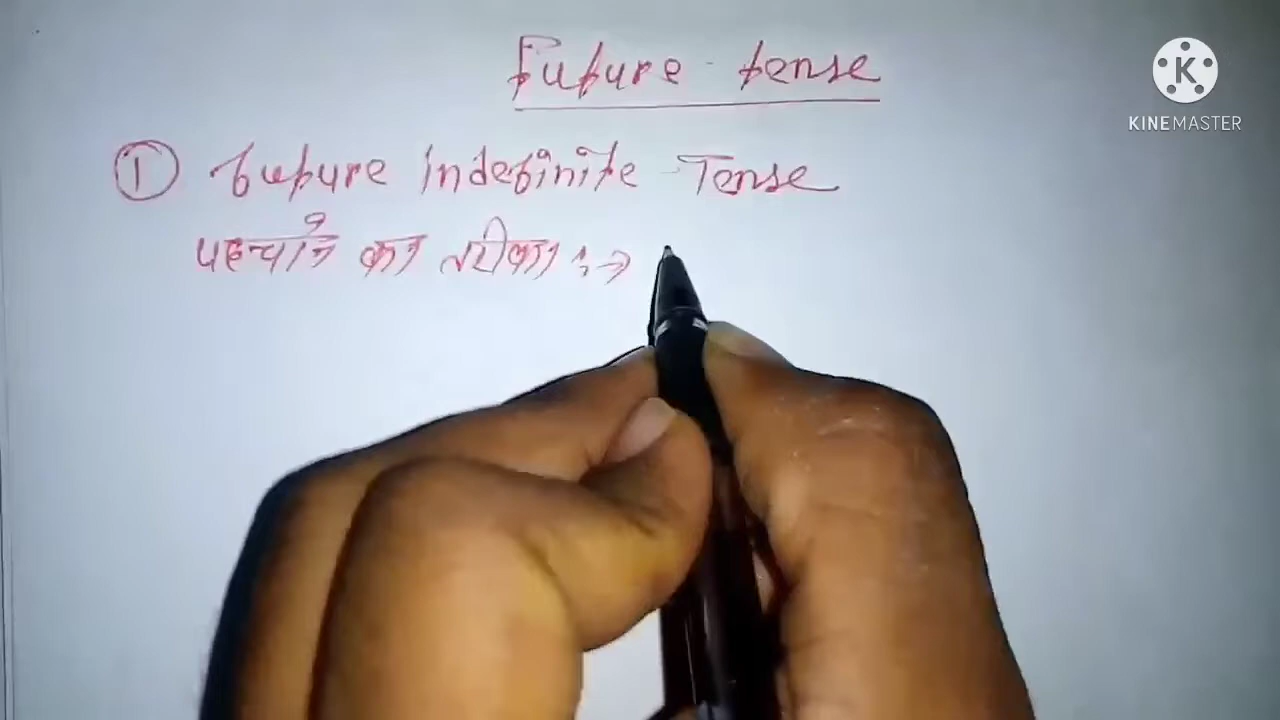 Future tense
① future Indefinite Tense
पहचानने का तरीका :→
K
KINEMASTER